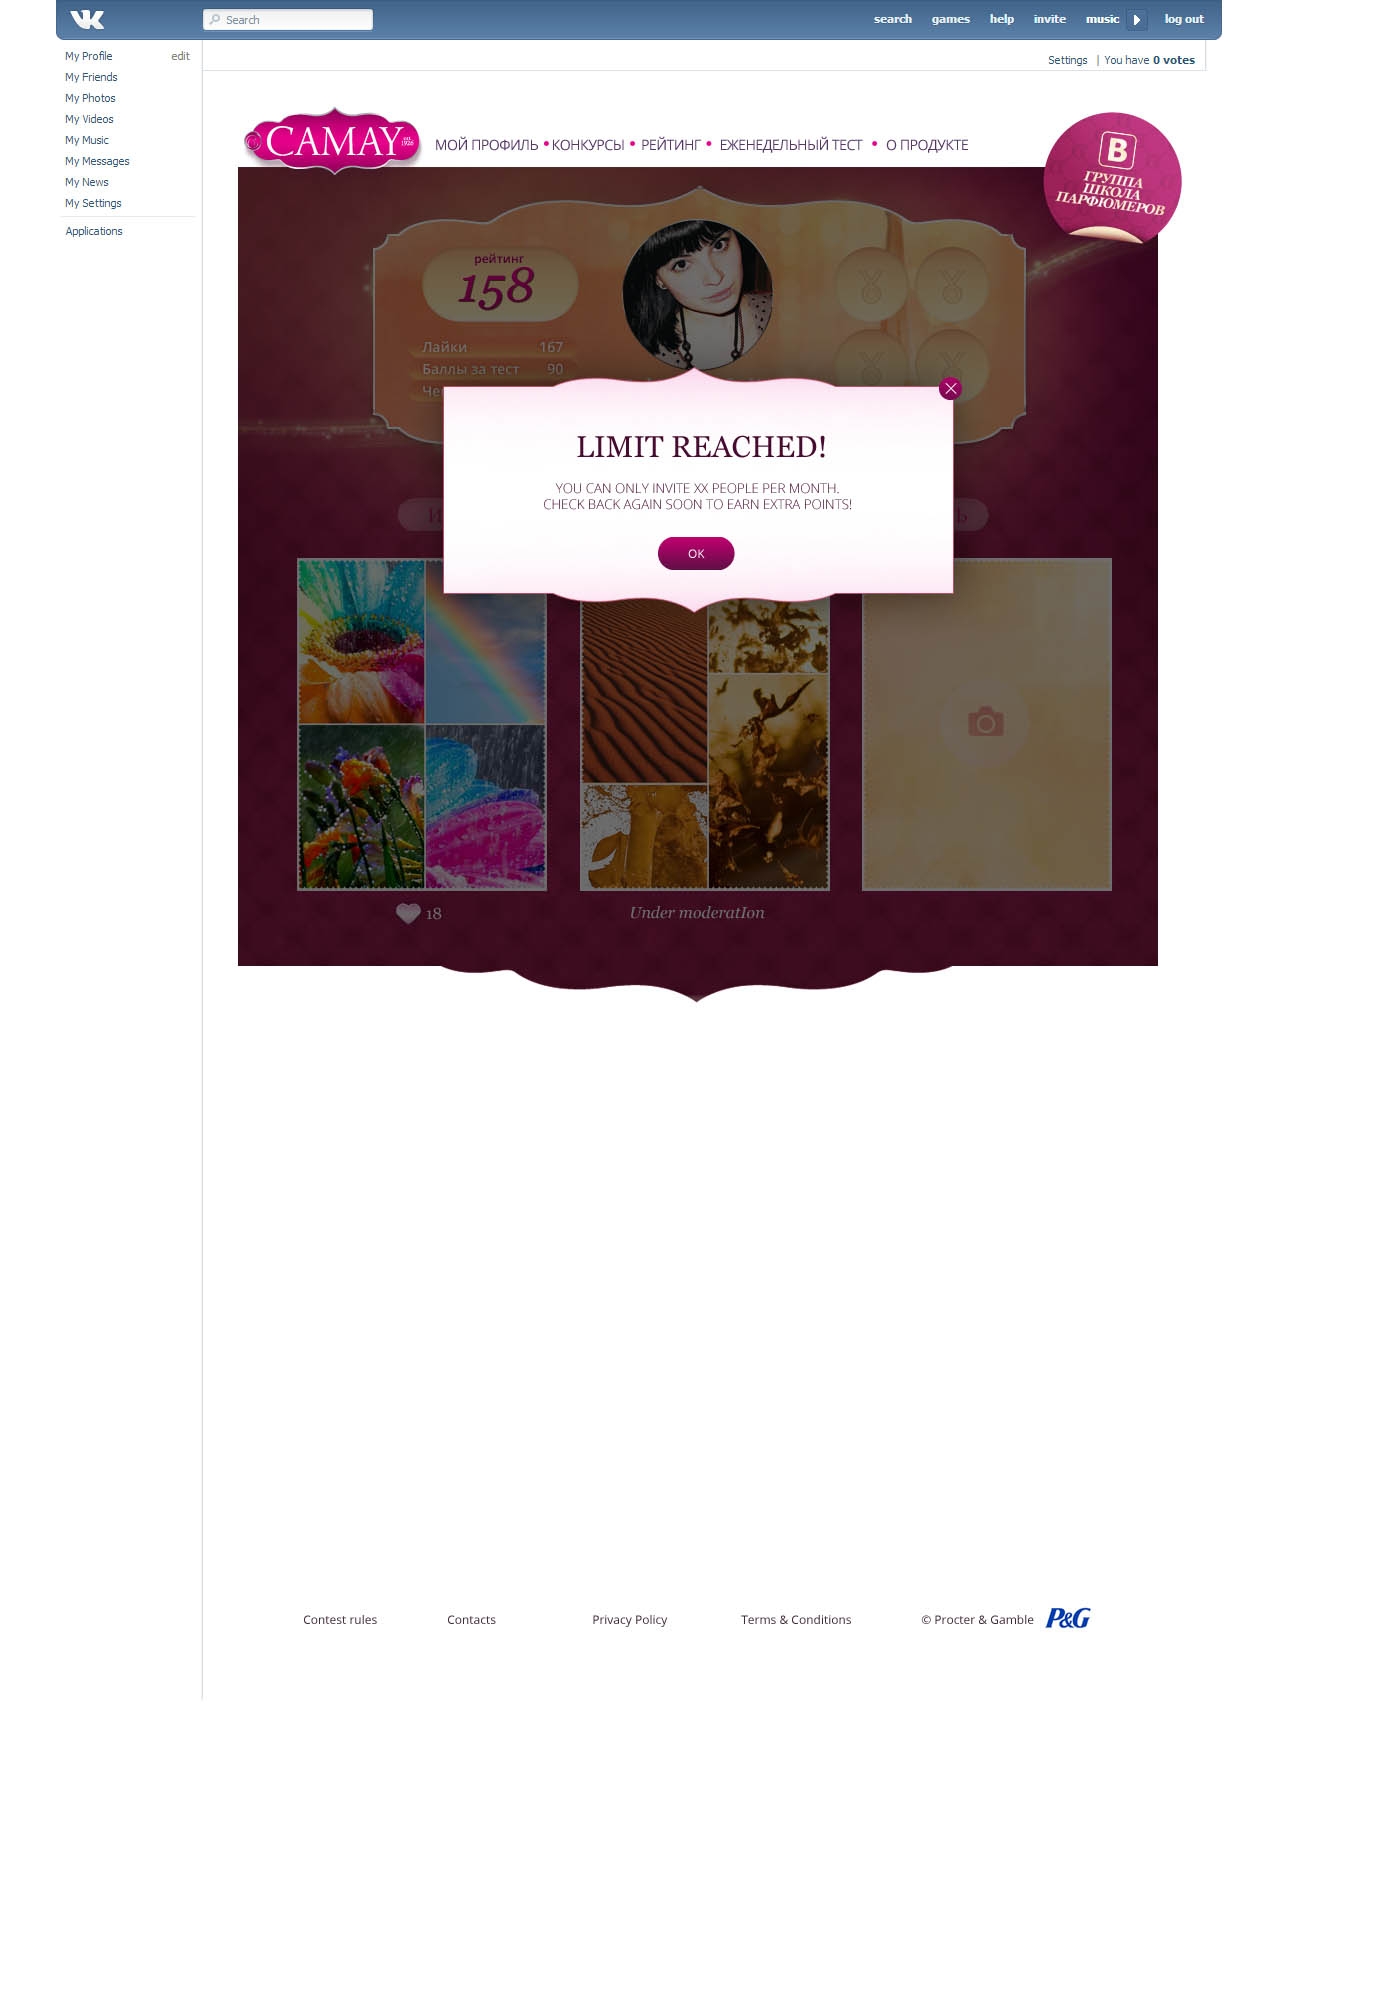 VK
Search
search
games
help
invite
music
log out
My Profile
edit
My Friends
My Photos
My Videos
My Music
My Messages
My News
My Settings
Applications
Settings | You have 0 votes
CAMAY
EST.
1926
МОЙ ПРОФИЛЬ • КОНКУРСЫ • РЕЙТИНГ • ЕЖЕНЕДЕЛЬНЫЙ ТЕСТ • О ПРОДУКТЕ
В
ГРУППА
ШКОЛА
ПАРФЮМЕРОВ
рейтинг
158
Лайки 167
Баллы за тест 90
LIMIT REACHED!
YOU CAN ONLY INVITE XX PEOPLE PER MONTH.
CHECK BACK AGAIN SOON TO EARN EXTRA POINTS!
OK
18
Under moderatIon
Contest rules
Contacts
Privacy Policy
Terms & Conditions
© Procter & Gamble
P&G